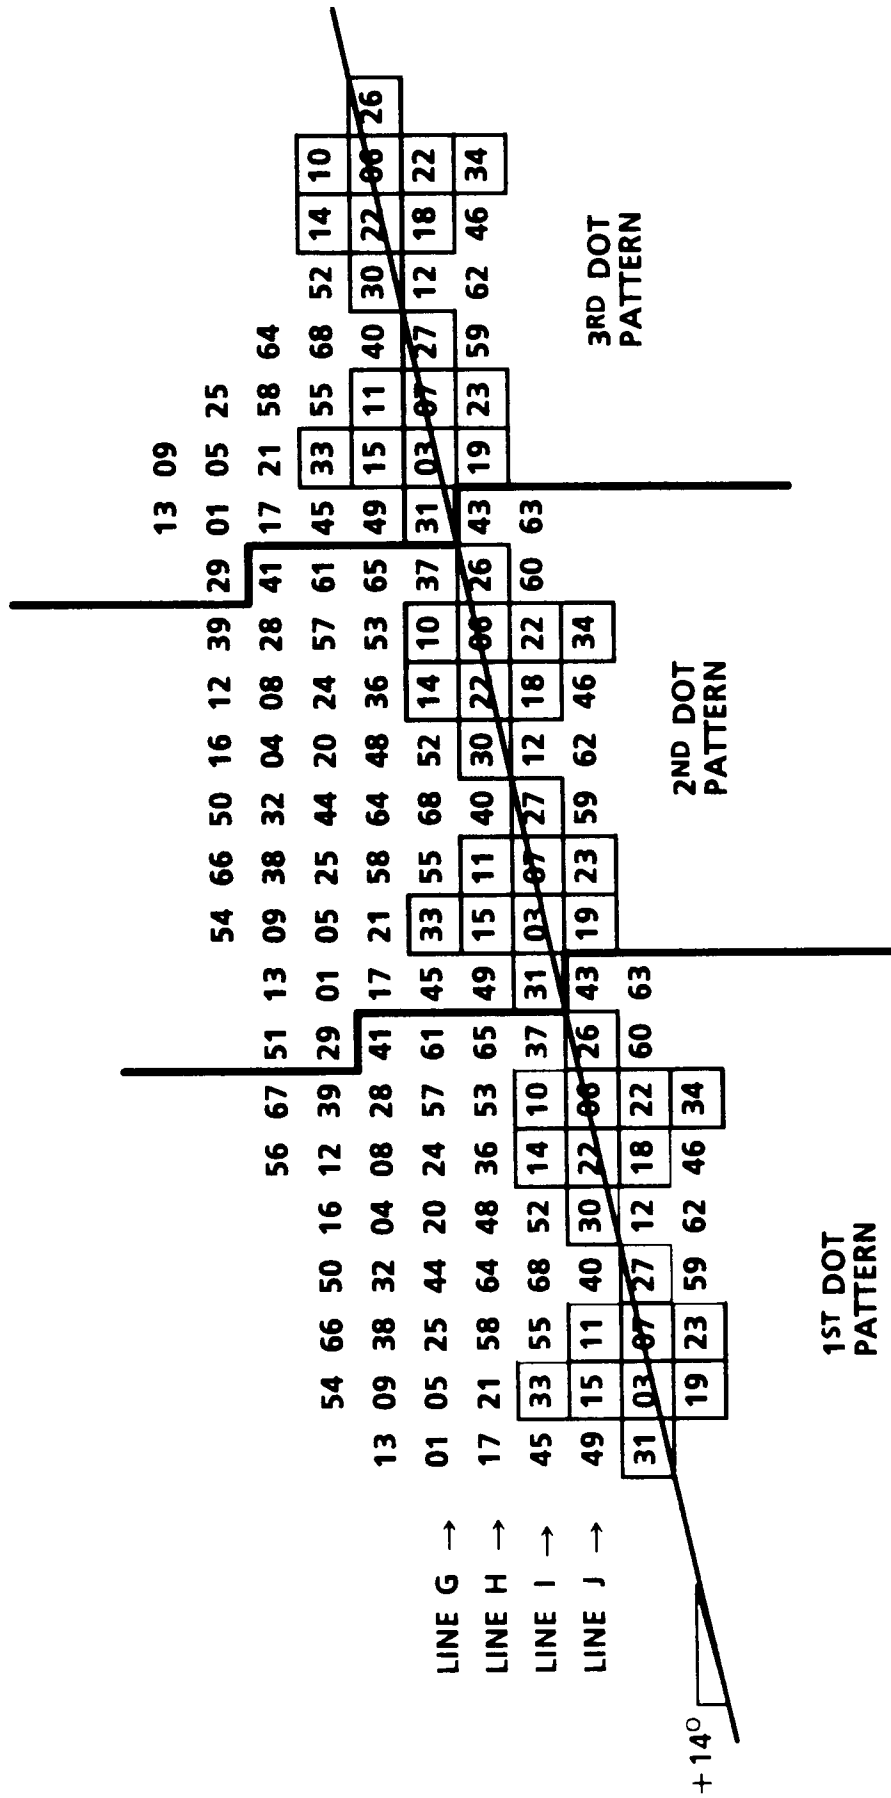 13 09
54 66 50 16 12 39 29 01 05 25
56 67 51 13 09 38 32 04 08 28 41 17 21 58 64
54 66 50 16 12 39 29 01 05 25 44 20 24 57 61 45 33 55 68 52 14 10
13 09 38 32 04 08 28 41 17 21 58 64 48 36 53 65 49 15 11 40 30 22 06 26
LINE G → 01 05 25 44 20 24 57 61 45 33 55 68 52 14 10 37 31 03 07 27 12 18 22
LINE H → 17 21 58 64 48 36 53 65 49 15 11 40 30 22 06 26 43 19 23 59 62 46 34
LINE I → 45 33 55 68 52 14 10 37 31 03 07 27 12 18 22 60 63
LINE J → 49 15 11 40 30 22 06 26 43 19 23 59 62 46 34
31 03 07 27 12 18 22 60 63
19 23 59 62 46 34
+14°
1ST DOT
PATTERN
2ND DOT
PATTERN
3RD DOT
PATTERN